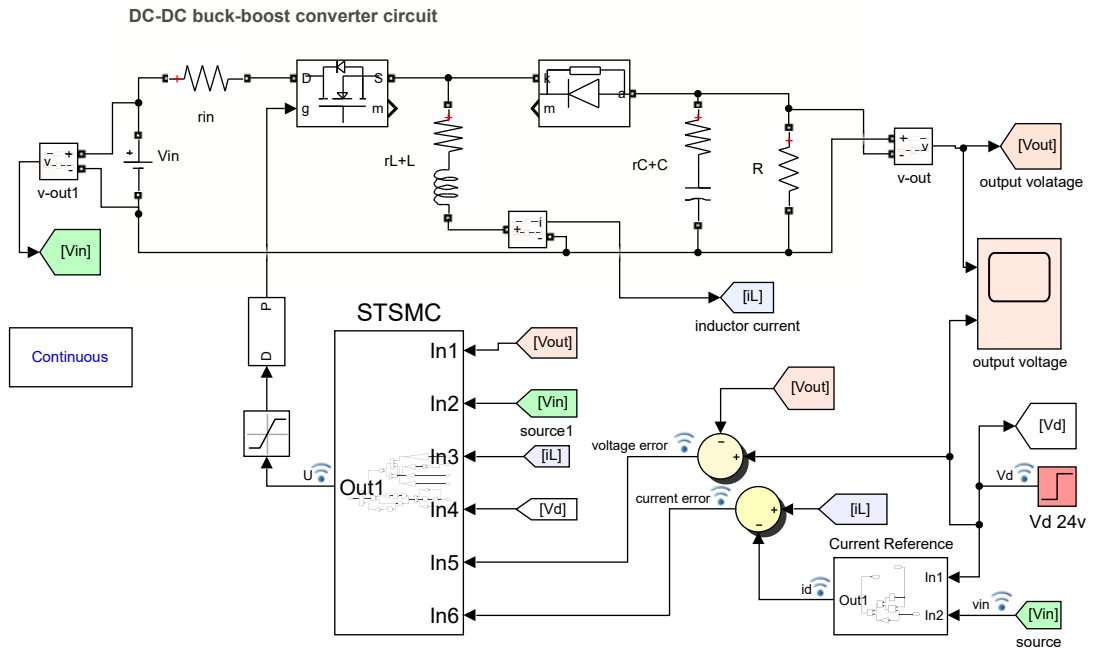 DC-DC buck-boost converter circuit
rin
D
S
g
m
k
a
m
Vin
+
v
+
-
v-out1
[Vin]
rL+L
rC+C
R
+
-
v
v-out
[Vout]
output volatage
+
i
-
[iL]
inductor current
P
D
Continuous
STSMC
In1
In2
In3
In4
In5
In6
Out1
U
[Vout]
[Vin]
source1
[iL]
[Vd]
voltage error
current error
[Vout]
−
+
[iL]
+
−
output voltage
[Vd]
Vd
Vd 24v
Current Reference
In1
In2
Out1
id
vin
[Vin]
source